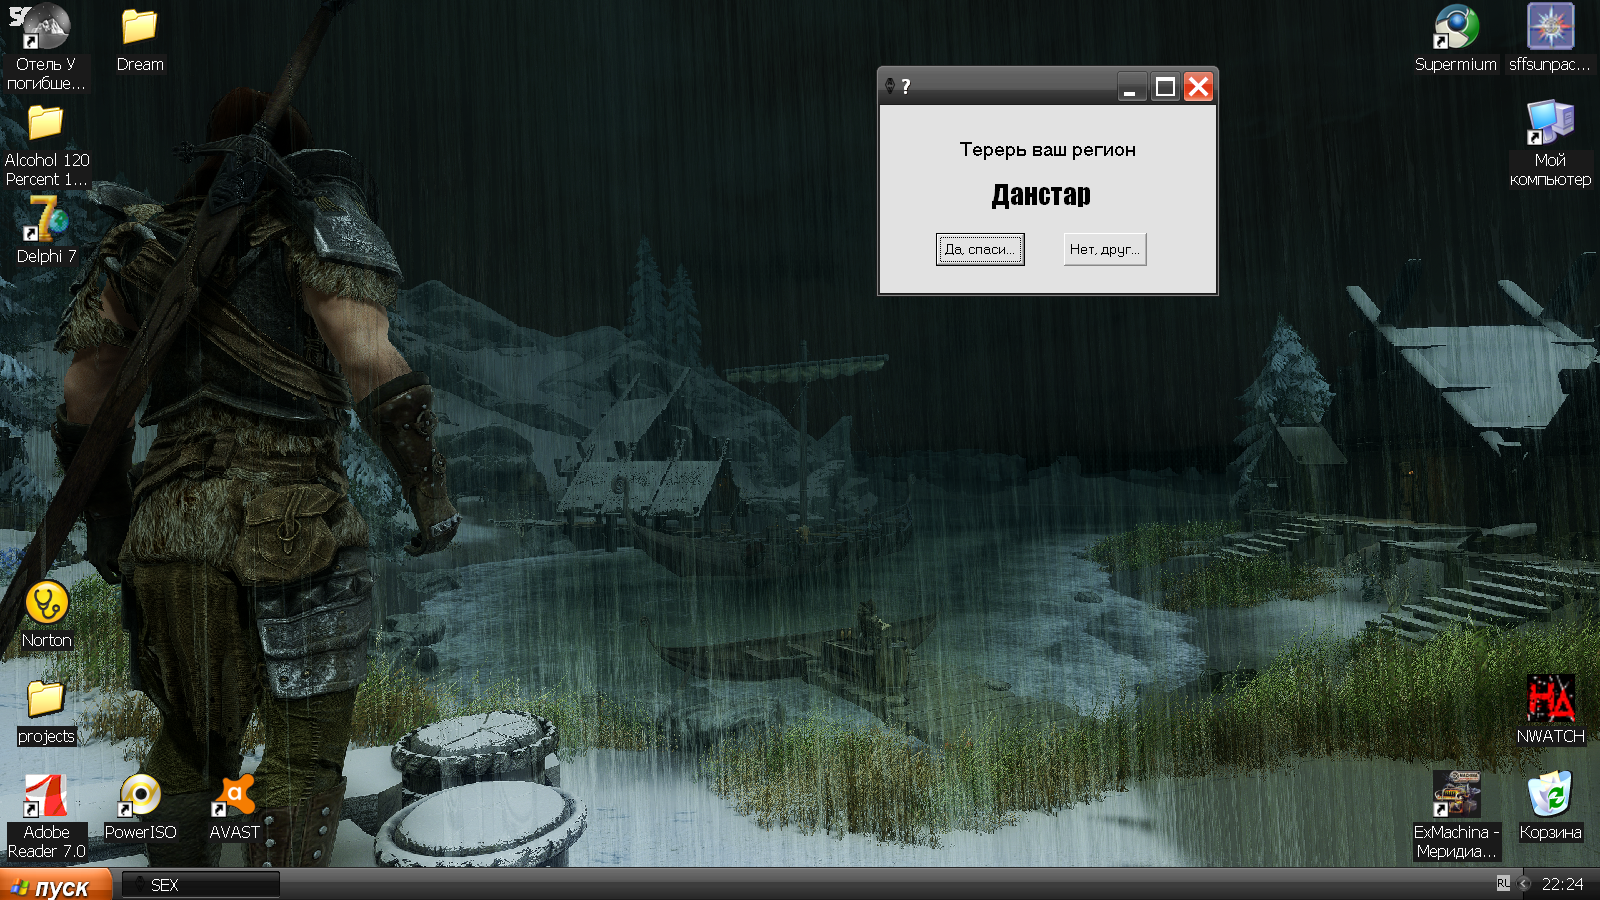 Отель У
погибше...
Dream
Supermium
sffsunpac...
?
Терерь ваш регион
Данстар
Да, спаси...
Нет, друг...
Alcohol 120
Percent 1...
Мой
компьютер
Delphi 7
Norton
projects
NWATCH
Adobe
Reader 7.0
PowerISO
AVAST
ExMachina -
Меридиа...
Корзина
пуск
SEX
RL
22:24